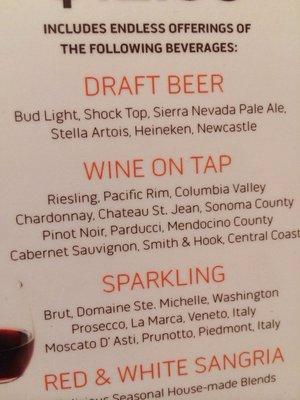 INCLUDES ENDLESS OFFERINGS OF
THE FOLLOWING BEVERAGES:
DRAFT BEER
Bud Light, Shock Top, Sierra Nevada Pale Ale,
Stella Artois, Heineken, Newcastle
WINE ON TAP
Riesling, Pacific Rim, Columbia Valley
Chardonnay, Chateau St. Jean, Sonoma County
Pinot Noir, Parducci, Mendocino County
Cabernet Sauvignon, Smith & Hook, Central Coast
SPARKLING
Brut, Domaine Ste. Michelle, Washington
Prosecco, La Marca, Veneto, Italy
Moscato D' Asti, Prunotto, Piedmont, Italy
RED & WHITE SANGRIA
Seasonal House-made Blends